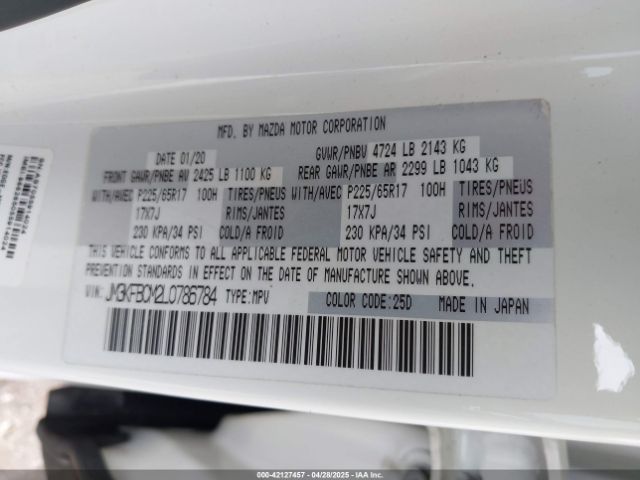 MFD. BY MAZDA MOTOR CORPORATION
DATE 01/20 GVWR/PNBV 4724 LB 2143 KG
FRONT GAWR/PNBE AV 2425 LB 1100 KG REAR GAWR/PNBE AR 2299 LB 1043 KG
WITH/AVEC P225/65R17 100H TIRES/PNEUS WITH/AVEC P225/65R17 100H TIRES/PNEUS
17X7J RIMS/JANTES 17X7J RIMS/JANTES
230 KPA/34 PSI COLD/A FROID 230 KPA/34 PSI COLD/A FROID
THIS VEHICLE CONFORMS TO ALL APPLICABLE FEDERAL MOTOR VEHICLE SAFETY AND THEFT
PREVENTION STANDARDS IN EFFECT ON THE DATE OF MANUFACTURE SHOWN ABOVE.
VIN: JM3KFBCM2L0786784 TYPE:MPV COLOR CODE:25D MADE IN JAPAN
000-42127457 04/28/2025 IAAI.COM